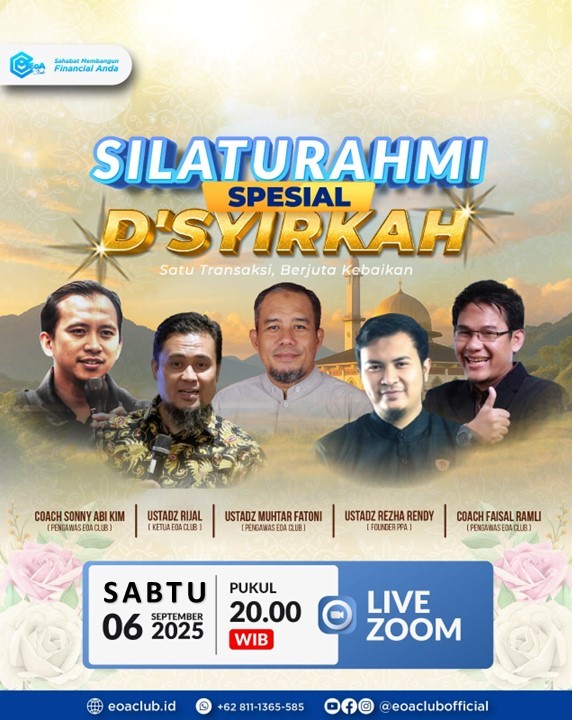 EOA
Sahabat Membangun
Financial Anda
SILATURAHMI
SPESIAL
D'SYIRKAH
Satu Transaksi, Berjuta Kebaikan
COACH SONNY ABI KIM
( PENGAWAS EOA CLUB )
USTADZ RIJAL
( KETUA EOA CLUB )
USTADZ MUHTAR FATONI
( PENGAWAS EOA CLUB )
USTADZ REZHA RENDY
( FOUNDER PPA )
COACH FAISAL RAMLI
( PENGAWAS EOA CLUB )
SABTU
06 SEPTEMBER
2025
PUKUL
20.00
WIB
LIVE
ZOOM
eoaclub.id
+62 811-1365-585
@eoacluboofficial